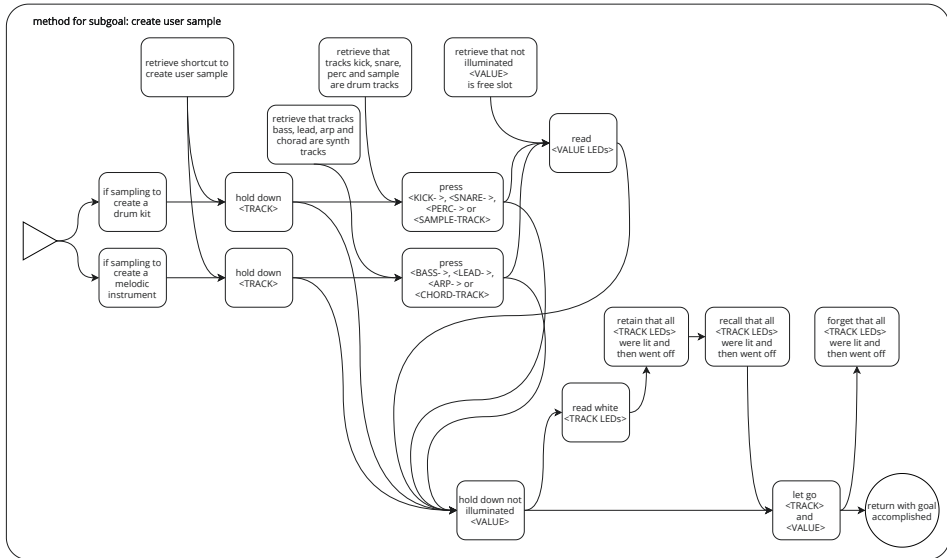 method for subgoal: create user sample
retrieve shortcut to
create user sample
retrieve that
tracks kick, snare,
perc and sample
are drum tracks
retrieve that not
illuminated
<VALUE>
is free slot
retrieve that tracks
bass, lead, arp and
chorad are synth
tracks
read
<VALUE LEDs>
if sampling to
create a
drum kit
hold down
<TRACK>
press
<KICK- >, <SNARE- >,
<PERC- > or
<SAMPLE-TRACK>
if sampling to
create a
melodic
instrument
hold down
<TRACK>
press
<BASS- >, <LEAD- >,
<ARP- > or
<CHORD-TRACK>
retain that all
<TRACK LEDs>
were lit and
then went off
recall that all
<TRACK LEDs>
were lit and
then went off
forget that all
<TRACK LEDs>
were lit and
then went off
read white
<TRACK LEDs>
hold down not
illuminated
<VALUE>
let go
<TRACK>
and
<VALUE>
return with goal
accomplished